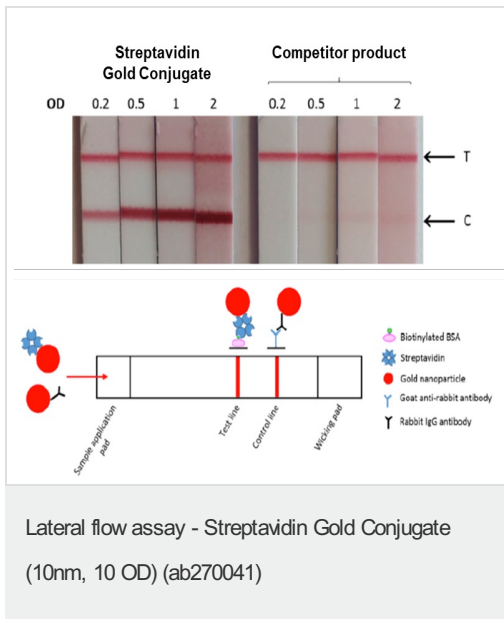 Streptavidin
Gold Conjugate
Competitor product
OD 0.2 0.5 1 2 0.2 0.5 1 2
T
C
Biotinylated BSA
Streptavidin
Gold nanoparticle
Goat anti-rabbit antibody
Rabbit IgG antibody
Sample application
pad
Test line
Control line
Wicking pad
Lateral flow assay - Streptavidin Gold Conjugate
(10nm, 10 OD) (ab270041)